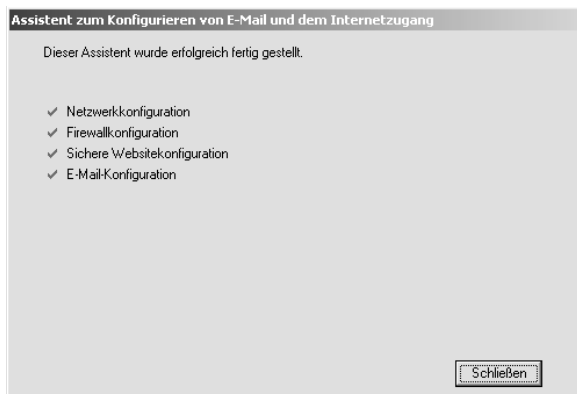 Assistent zum Konfigurieren von E-Mail und dem Internetzugang
Dieser Assistent wurde erfolgreich fertig gestellt.
Netzwerkkonfiguration
Firewallkonfiguration
Sichere Websitekonfiguration
E-Mail-Konfiguration
Schließen